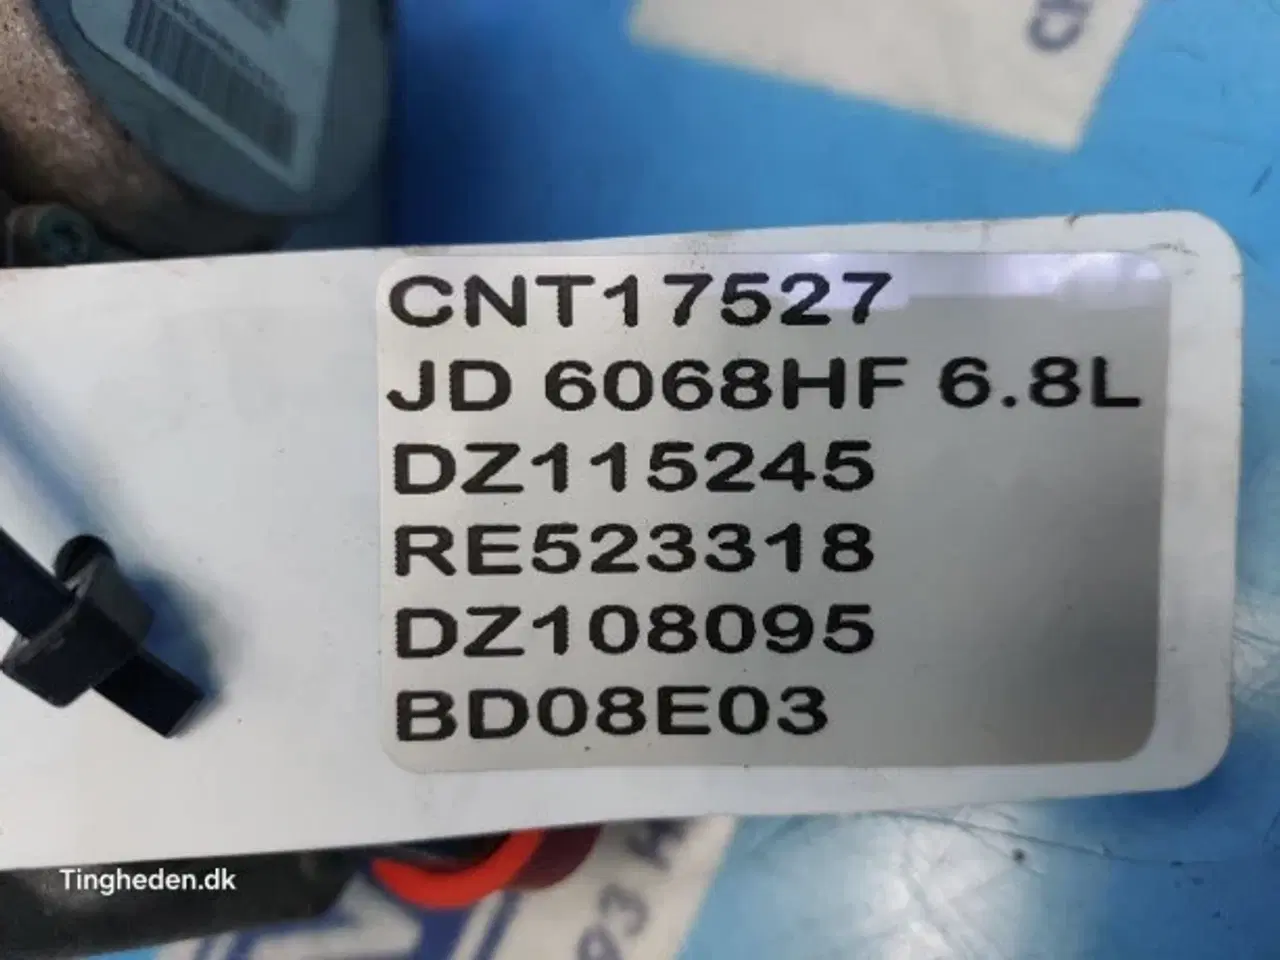 CNT17527
JD 6068HF 6.8L
DZ115245
RE523318
DZ108095
BD08E03
Tingheden.dk